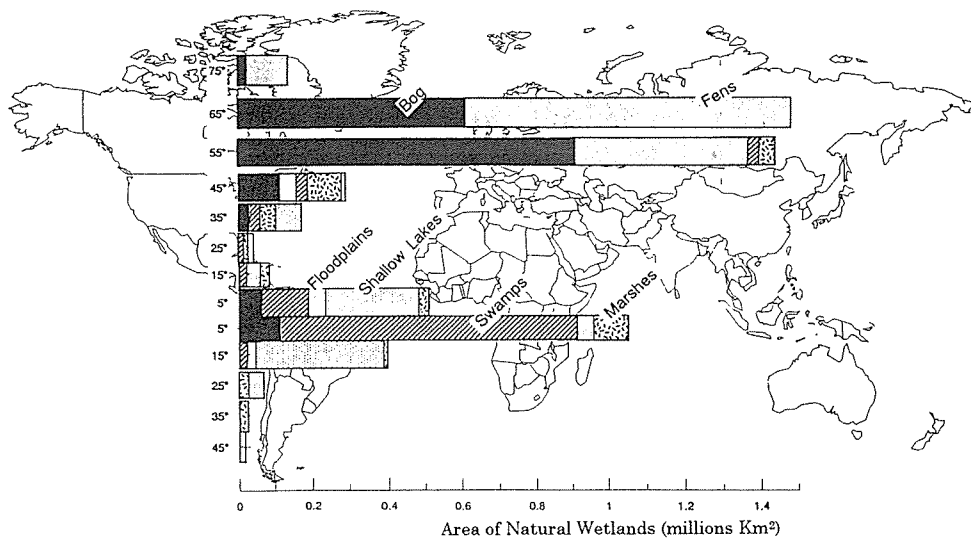 75°
65°
Bog
Fens
55°
45°
35°
25°
15°
Floodplains
Shallow Lakes
5°
Swamps
Marshes
5°
15°
25°
35°
45°
0 0.2 0.4 0.6 0.8 1 1.2 1.4
Area of Natural Wetlands (millions Km²)